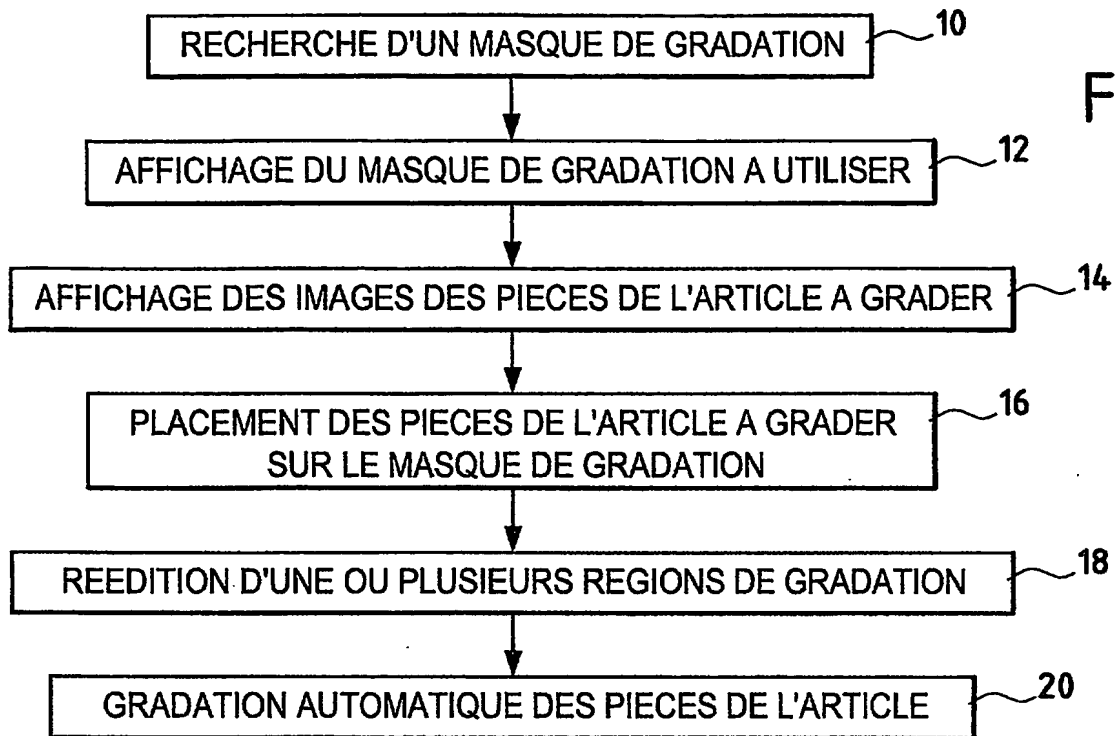 RECHERCHE D'UN MASQUE DE GRADATION 10
F
AFFICHAGE DU MASQUE DE GRADATION A UTILISER 12
AFFICHAGE DES IMAGES DES PIECES DE L'ARTICLE A GRADER 14
PLACEMENT DES PIECES DE L'ARTICLE A GRADER 16
SUR LE MASQUE DE GRADATION
REEDITION D'UNE OU PLUSIEURS REGIONS DE GRADATION 18
GRADATION AUTOMATIQUE DES PIECES DE L'ARTICLE 20